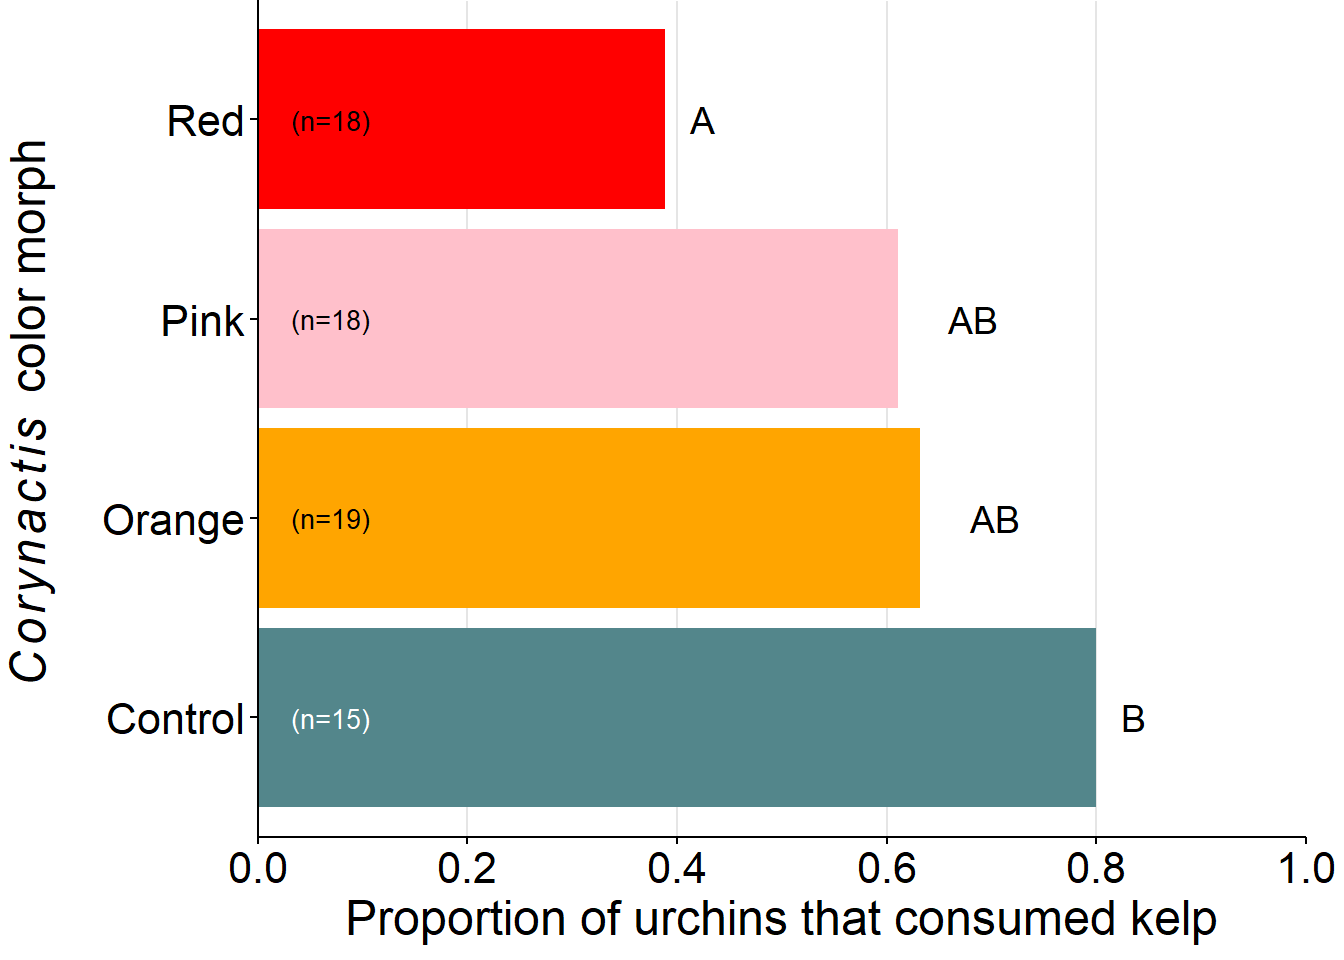 Corynactis color morph
Red
(n=18)
A
Pink
(n=18)
AB
Orange
(n=19)
AB
Control
(n=15)
B
0.0 0.2 0.4 0.6 0.8 1.0
Proportion of urchins that consumed kelp